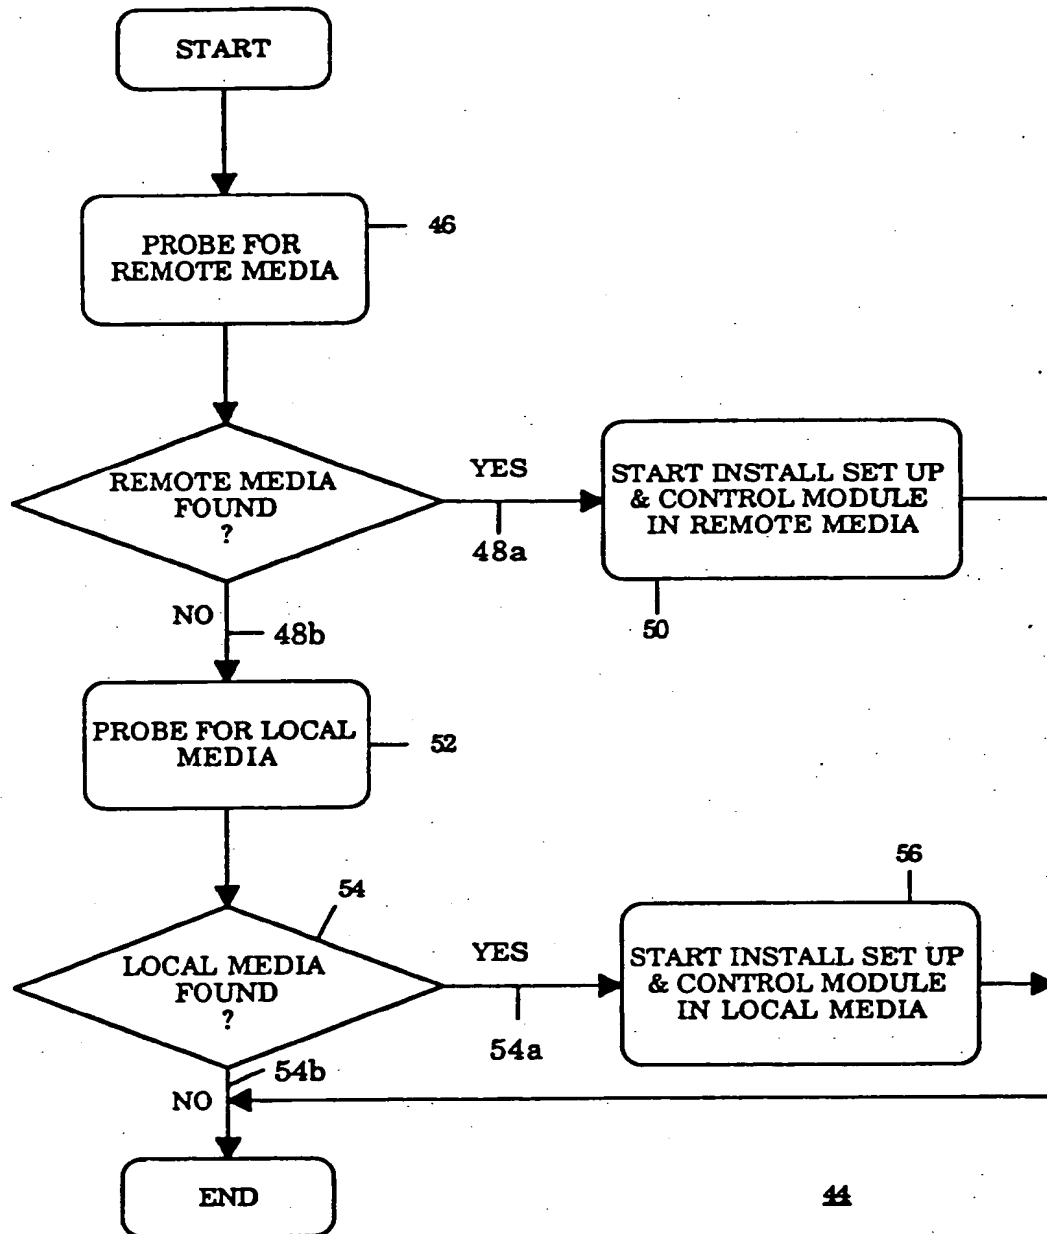 START
PROBE FOR
REMOTE MEDIA
46
REMOTE MEDIA
FOUND
?
YES
48a
START INSTALL SET UP
& CONTROL MODULE
IN REMOTE MEDIA
50
NO
48b
PROBE FOR LOCAL
MEDIA
52
54
LOCAL MEDIA
FOUND
?
YES
54a
56
START INSTALL SET UP
& CONTROL MODULE
IN LOCAL MEDIA
54b
NO
END
44